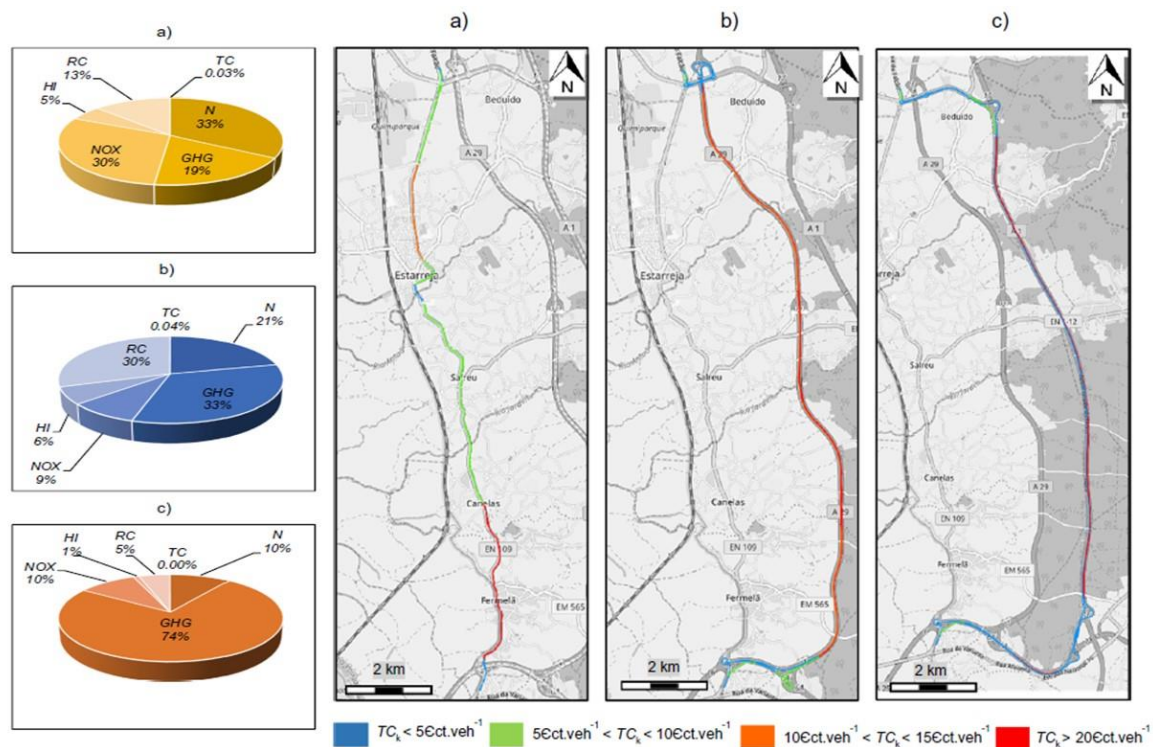 a)
RC
13%
TC
0.03%
HI
5%
N
33%
NOX
30%
GHG
19%
b)
TC
0.04%
N
21%
RC
30%
GHG
33%
HI
6%
NOX
9%
c)
HI
1%
RC
5%
TC
0.00%
N
10%
NOX
10%
GHG
74%
a)
N
Beduído
Quimiparque
A 29
A 1
Estarreja
Salreu
Canelas
EN 109
Fermelã
EM 565
2 km
b)
N
Beduído
Quimiparque
A 29
A 1
Estarreja
Salreu
Canelas
A 29
EN 109
Fermelã
EM 565
2 km
c)
N
Beduído
A 29
A 1
Estarreja
Salreu
Canelas
A 29
EN 109
EM 565
Fermelã
2 km
TCk < 5€ct.veh⁻¹
5€ct.veh⁻¹ < TCk < 10€ct.veh⁻¹
10€ct.veh⁻¹ < TCk < 15€ct.veh⁻¹
TCk > 20€ct.veh⁻¹